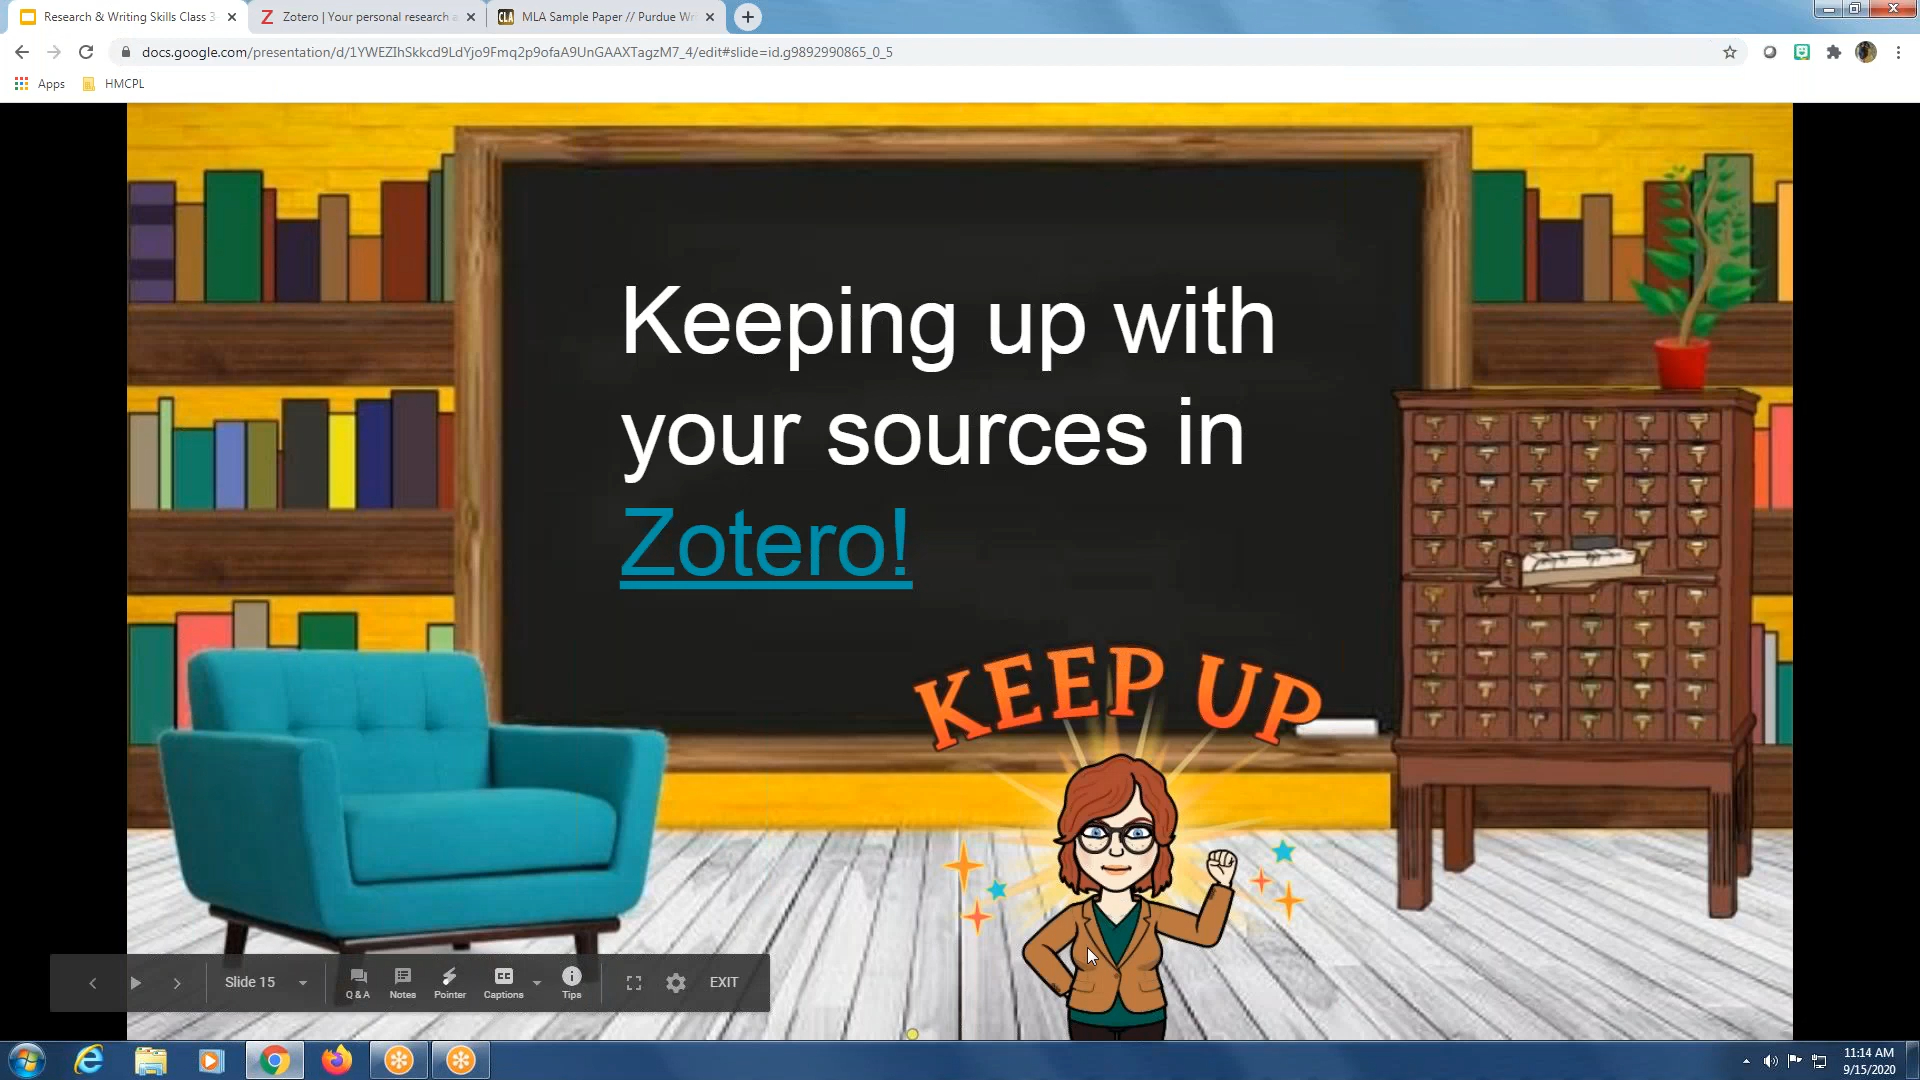 Research & Writing Skills Class 3-
Zotero | Your personal research a
MLA Sample Paper // Purdue Wri
docs.google.com/presentation/d/1YWEZIhSkkcd9LdYjo9Fmq2p9ofaA9UnGAAXTagzM7_4/edit#slide=id.g9892990865_0_5
Apps
HMCPL
Keeping up with
your sources in
Zotero!
KEEP UP
Slide 15
Q & A
Notes
Pointer
Captions
Tips
EXIT
11:14 AM
9/15/2020